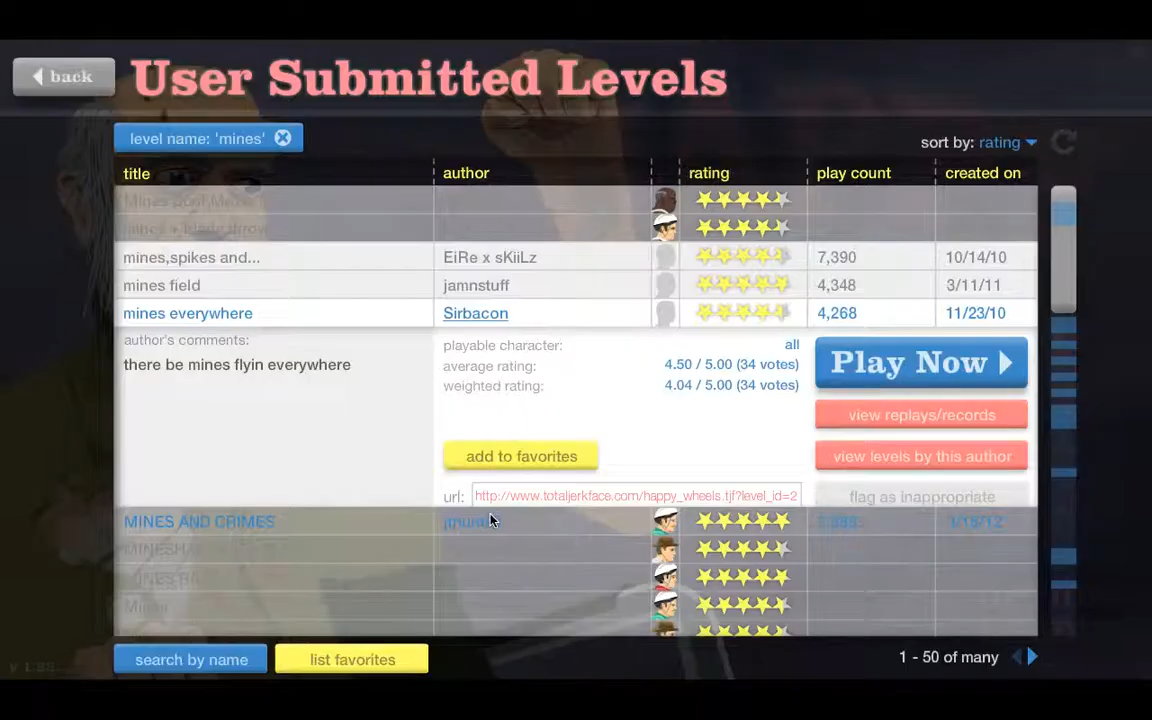 back
User Submitted Levels
level name: 'mines'
sort by: rating
title author rating play count created on
mines,spikes and... EiRe x sKiiLz 7,390 10/14/10
mines field jamnstuff 4,348 3/11/11
mines everywhere Sirbacon 4,268 11/23/10
author's comments:
there be mines flyin everywhere
playable character: all
average rating: 4.50 / 5.00 (34 votes)
weighted rating: 4.04 / 5.00 (34 votes)
Play Now
view replays/records
add to favorites
view levels by this author
url: http://www.totaljerkface.com/happy_wheels.tjf?level_id=2
flag as inappropriate
MINES AND GRIMES
search by name
list favorites
1 - 50 of many